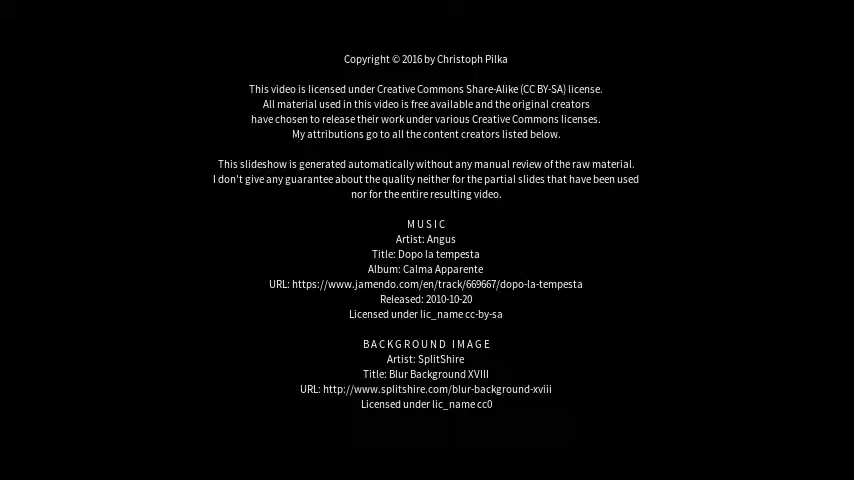 Copyright © 2016 by Christoph Pilka
This video is licensed under Creative Commons Share-Alike (CC BY-SA) license.
All material used in this video is free available and the original creators
have chosen to release their work under various Creative Commons licenses.
My attributions go to all the content creators listed below.
This slideshow is generated automatically without any manual review of the raw material.
I don't give any guarantee about the quality neither for the partial slides that have been used
nor for the entire resulting video.
MUSIC
Artist: Angus
Title: Dopo la tempesta
Album: Calma Apparente
URL: https://www.jamendo.com/en/track/669667/dopo-la-tempesta
Released: 2010-10-20
Licensed under lic_name cc-by-sa
BACKGROUND IMAGE
Artist: SplitShire
Title: Blur Background XVIII
URL: http://www.splitshire.com/blur-background-xviii
Licensed under lic_name cc0